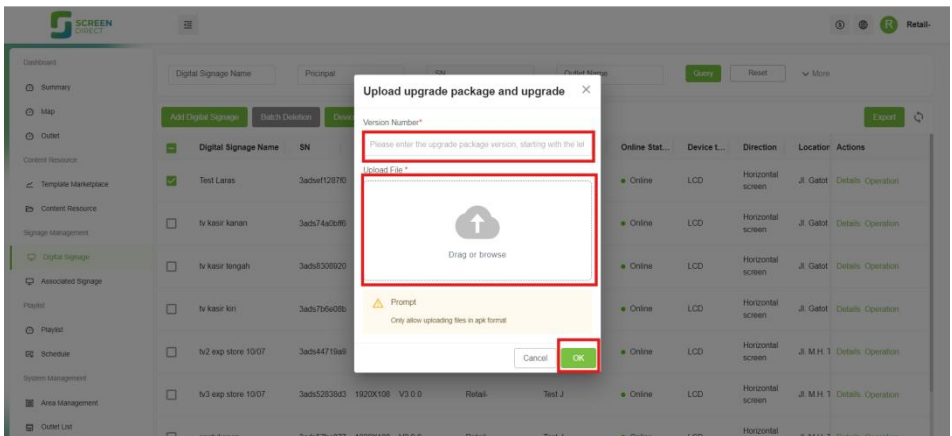 SCREEN
DIRECT
Retail-
Dashboard
Summary
Map
Outlet
Content Resource
Template Marketplace
Content Resource
Signage Management
Digital Signage
Associated Signage
Playlist
Playlist
Schedule
System Management
Area Management
Outlet List
Digital Signage Name Pricinpal SN Outlet Name Query Reset More
Add Digital Signage Batch Deletion Export
Digital Signage Name SN Online Stat... Device t... Direction Location Actions
Test Laras 3adsef1287f0 Online LCD Horizontal screen Jl. Gatot Details Operation
tv kasir kanan 3ads74a0bff6 Online LCD Horizontal screen Jl. Gatot Details Operation
tv kasir tengah 3ads8308020 Online LCD Horizontal screen Jl. Gatot Details Operation
tv kasir kiri 3ads7b6e08b Online LCD Horizontal screen Jl. Gatot Details Operation
tv2 exp store 10/07 3ads44719a9 Online LCD Horizontal screen Jl. M.H. T Details Operation
tv3 exp store 10/07 3ads52838d3 1920X108 V3.0.0 Retail- Test J Online LCD Horizontal screen Jl. M.H. T Details Operation
Horizontal
Upload upgrade package and upgrade
Version Number*
Please enter the upgrade package version, starting with the let
Upload File *
Drag or browse
Prompt
Only allow uploading files in apk format
Cancel OK